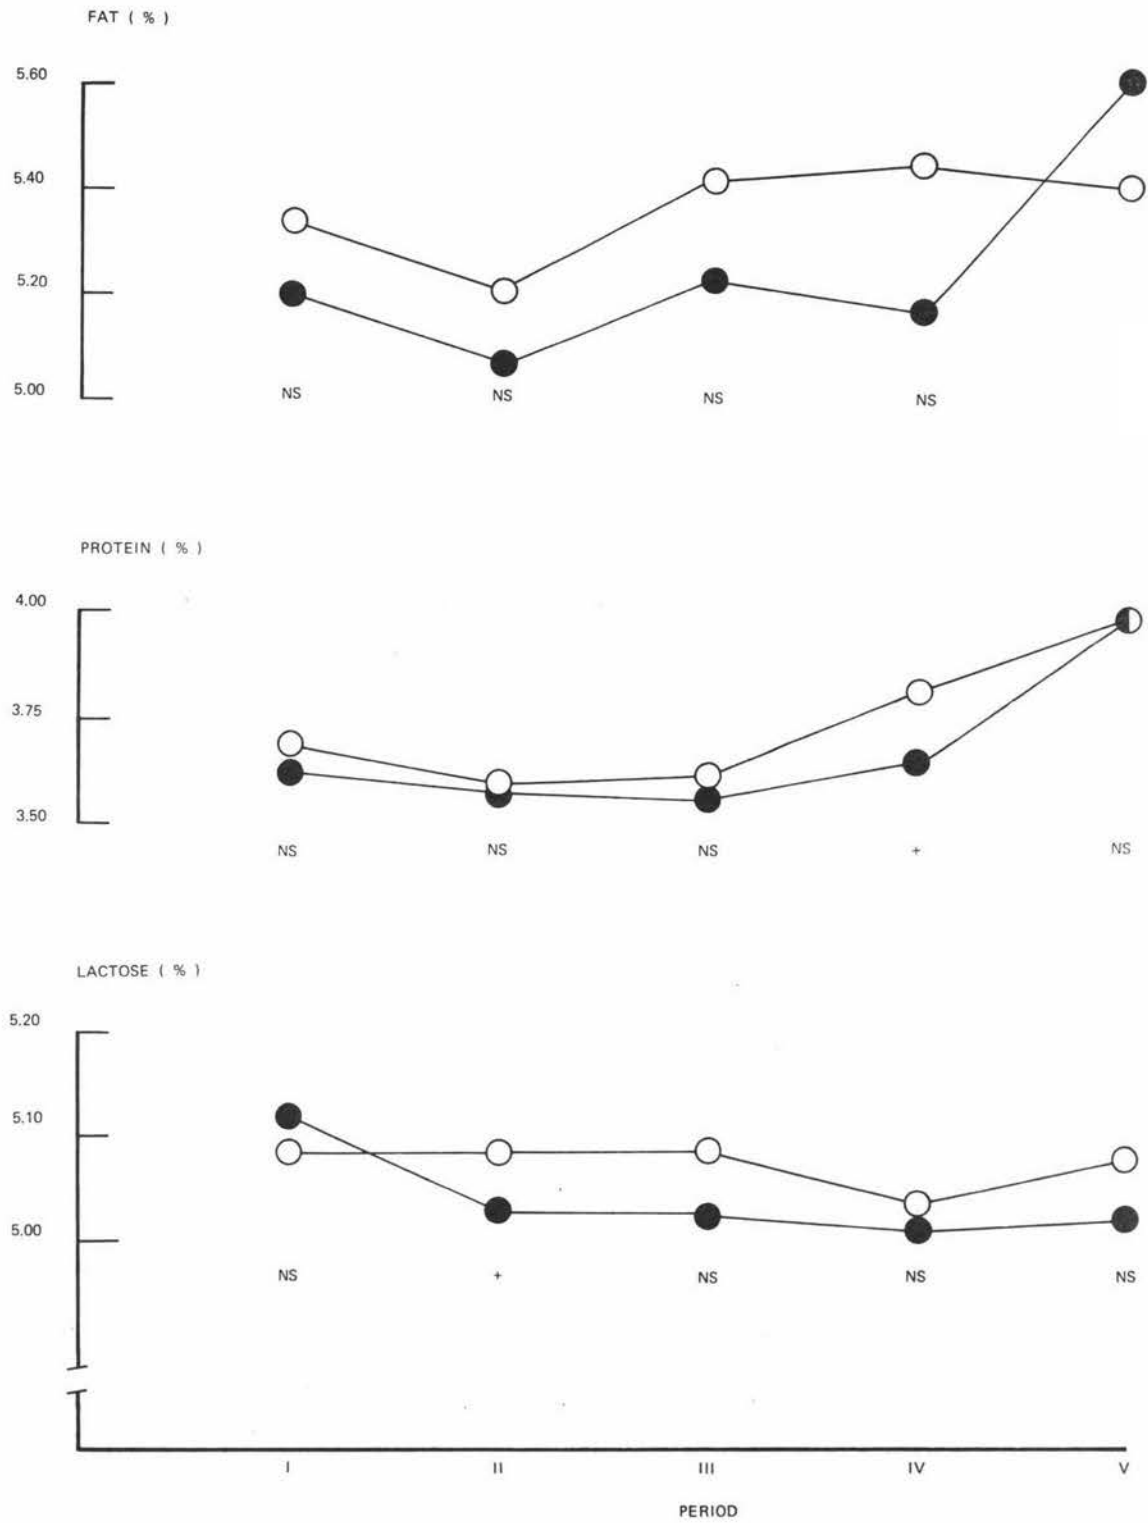 FAT ( % )
5.60
5.40
5.20
5.00
NS NS NS NS
PROTEIN ( % )
4.00
3.75
3.50
NS NS NS + NS
LACTOSE ( % )
5.20
5.10
5.00
NS + NS NS NS
I II III IV V
PERIOD